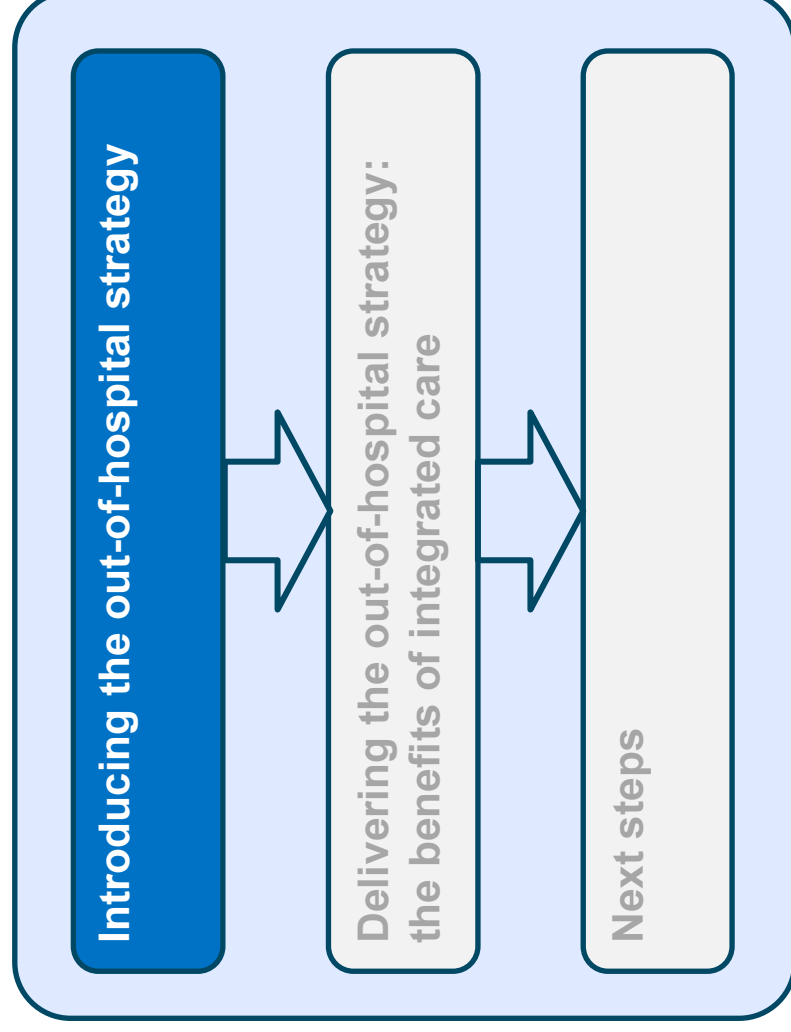 Introducing the out-of-hospital strategy
Delivering the out-of-hospital strategy:
the benefits of integrated care
Next steps